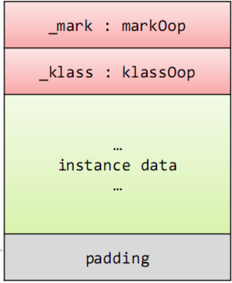 _mark : markOop
_klass : klassOop
…
instance data
…
padding